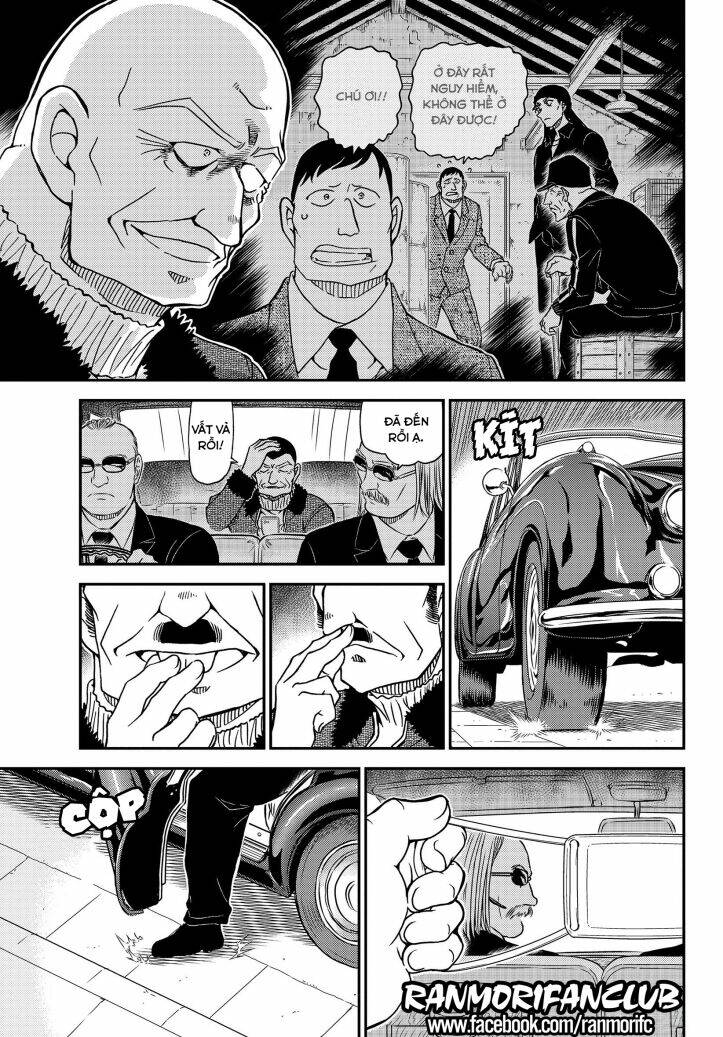 Ở ĐÂY RẤT
NGUY HIỂM,
KHÔNG THỂ Ở
ĐÂY ĐƯỢC!
CHÚ ƠI!!
KÍT
ĐÃ ĐẾN
RỒI Ạ.
VẤT VẢ
RỒI!
CỘP
RANMORIFANCLUB
www.facebook.com/ranmorifc